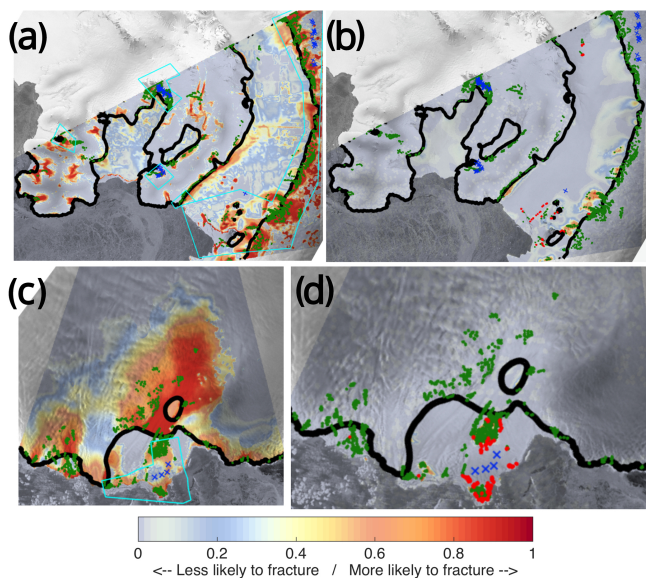 (a)
(b)
(c)
(d)
0 0.2 0.4 0.6 0.8 1
<-- Less likely to fracture / More likely to fracture -->